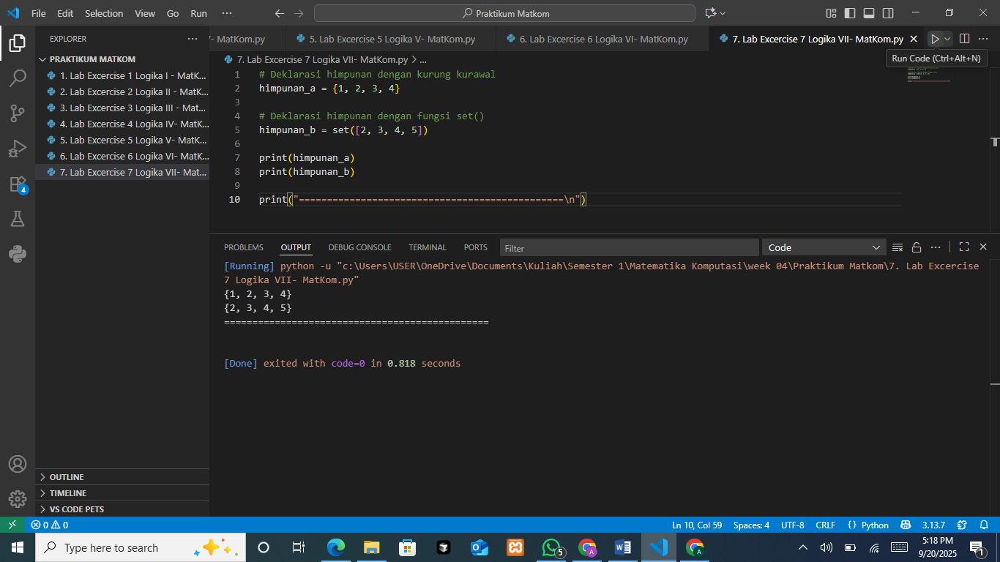 File Edit Selection View Go Run ···
Praktikum Matkom
EXPLORER ···
V- MatKom.py
5. Lab Excercise 5 Logika V- MatKom.py
6. Lab Excercise 6 Logika VI- MatKom.py
7. Lab Excercise 7 Logika VII- MatKom.py
Run Code (Ctrl+Alt+N)
PRAKTIKUM MATKOM
1. Lab Excercise 1 Logika I - MatK...
2. Lab Excercise 2 Logika II - MatK...
3. Lab Excercise 3 Logika III - Mat...
4. Lab Excercise 4 Logika IV- MatK...
5. Lab Excercise 5 Logika V- MatKo...
6. Lab Excercise 6 Logika VI- MatK...
7. Lab Excercise 7 Logika VII- Mat...
4
OUTLINE
TIMELINE
VS CODE PETS
7. Lab Excercise 7 Logika VII- MatKom.py > ...
1 # Deklarasi himpunan dengan kurung kurawal
2 himpunan_a = {1, 2, 3, 4}
3
4 # Deklarasi himpunan dengan fungsi set()
5 himpunan_b = set([2, 3, 4, 5])
6
7 print(himpunan_a)
8 print(himpunan_b)
9
10 print("===============================================\n")
PROBLEMS OUTPUT DEBUG CONSOLE TERMINAL PORTS
Filter
Code
[Running] python -u "c:\Users\USER\OneDrive\Documents\Kuliah\Semester 1\Matematika Komputasi\week 04\Praktikum Matkom\7. Lab Excercise
7 Logika VII- MatKom.py"
{1, 2, 3, 4}
{2, 3, 4, 5}
===============================================
[Done] exited with code=0 in 0.818 seconds
0 0
Ln 10, Col 59 Spaces: 4 UTF-8 CRLF {} Python 3.13.7
Type here to search
5
5:18 PM
9/20/2025
1